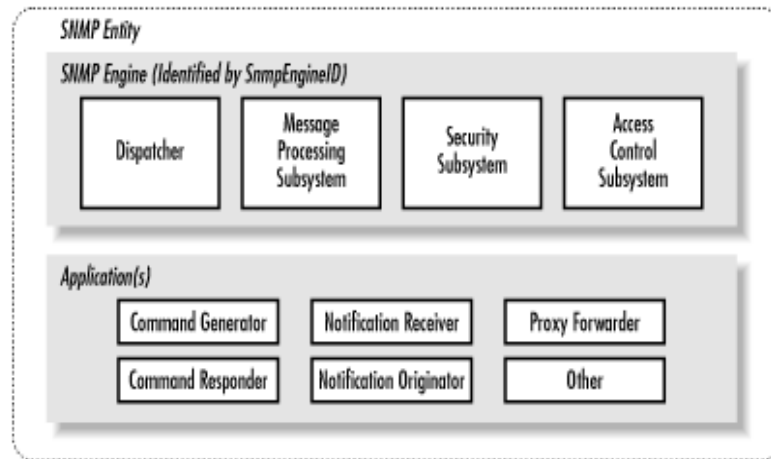 SNMP Entity
SNMP Engine (Identified by SnmpEngineID)
Dispatcher
Message
Processing
Subsystem
Security
Subsystem
Access
Control
Subsystem
Application(s)
Command Generator
Notification Receiver
Proxy Forwarder
Command Responder
Notification Originator
Other